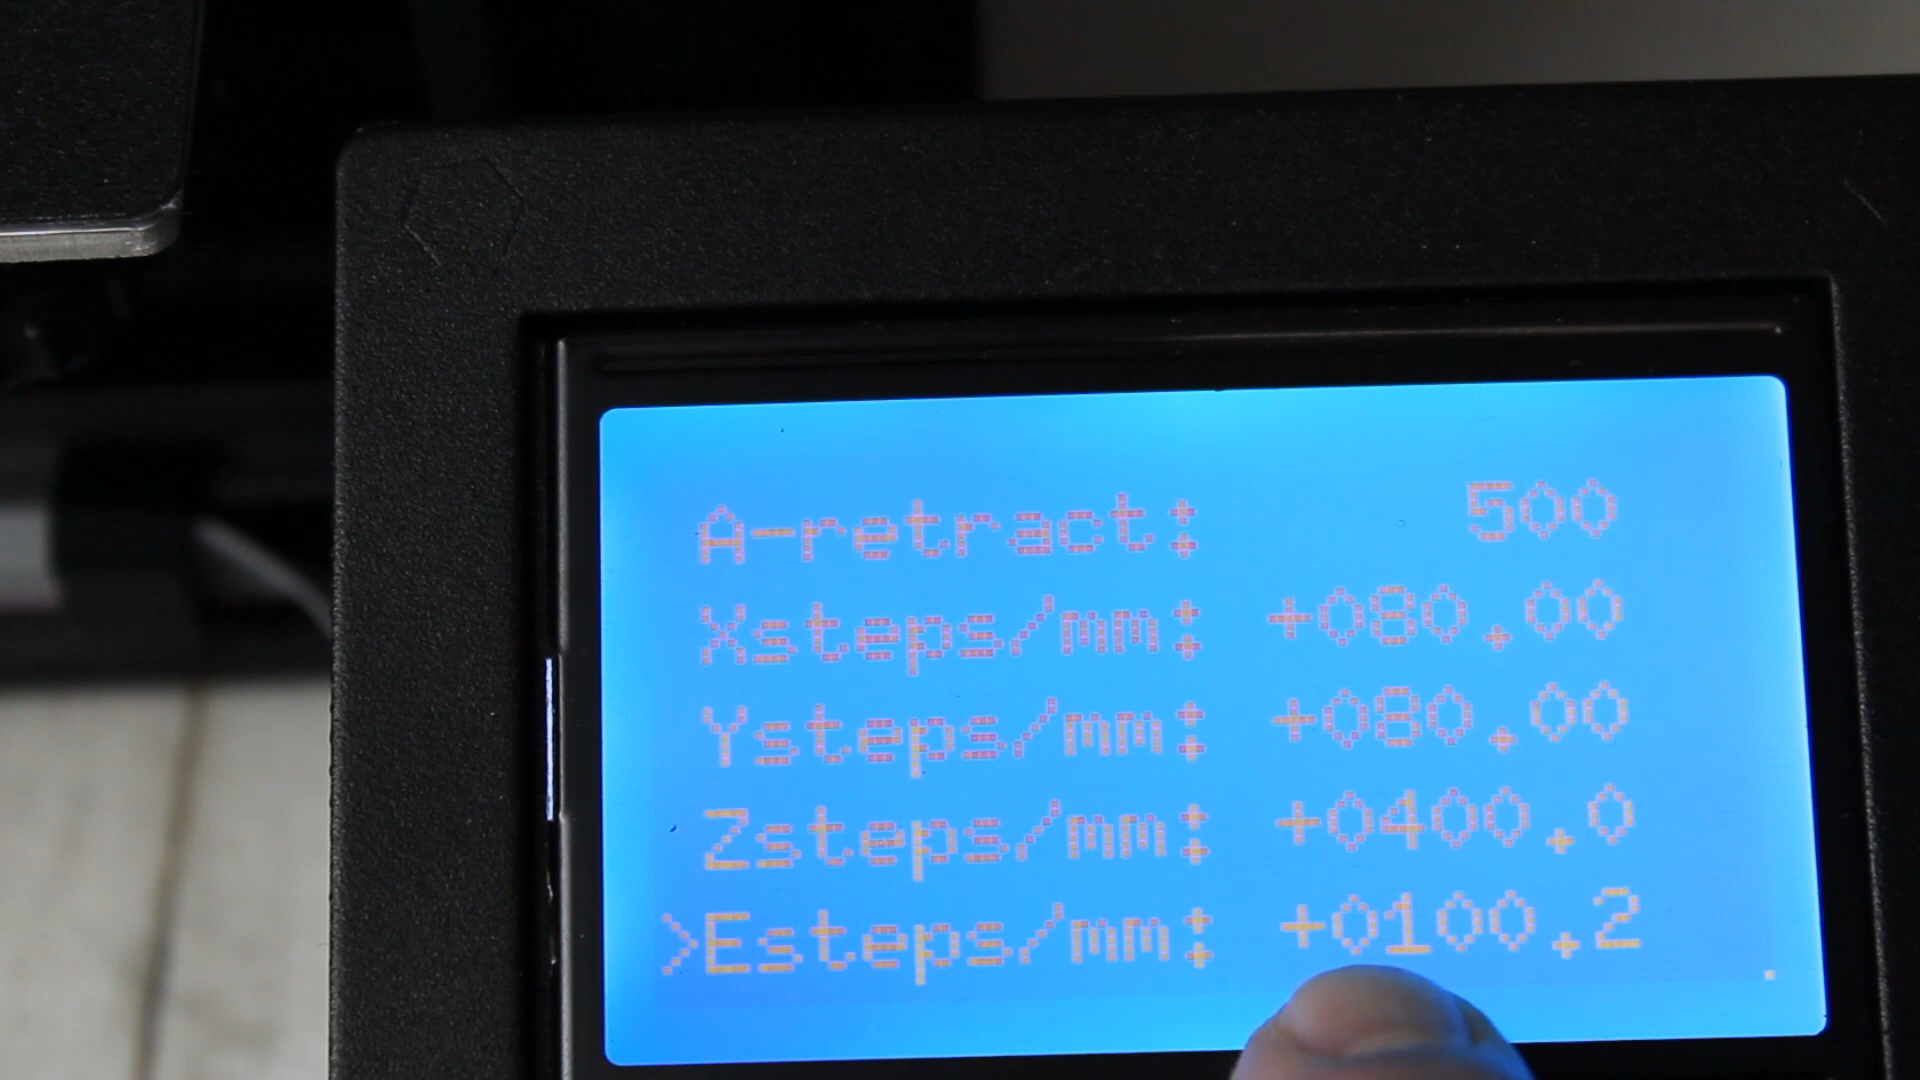 A-retract: 500
Xsteps/mm: +080.00
Ysteps/mm: +080.00
Zsteps/mm: +0400.0
>Esteps/mm: +0100.2